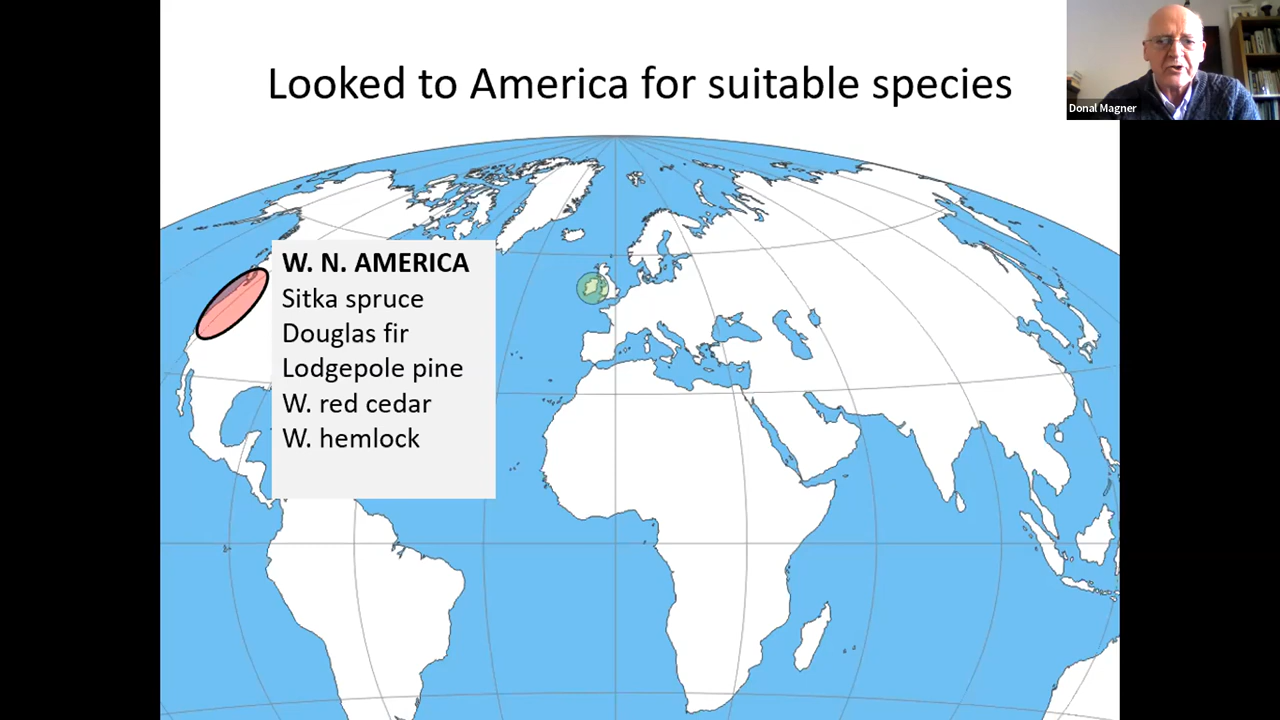 Looked to America for suitable species
Donal Magner
W. N. AMERICA
Sitka spruce
Douglas fir
Lodgepole pine
W. red cedar
W. hemlock